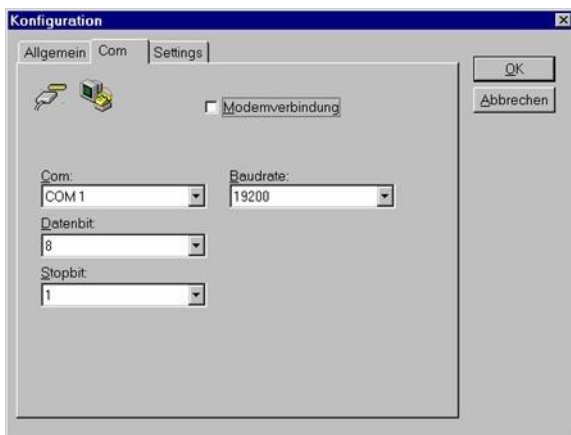 Konfiguration
Allgemein Com Settings
OK
Abbrechen
Modemverbindung
Com: Baudrate:
COM 1 19200
Datenbit:
8
Stopbit:
1